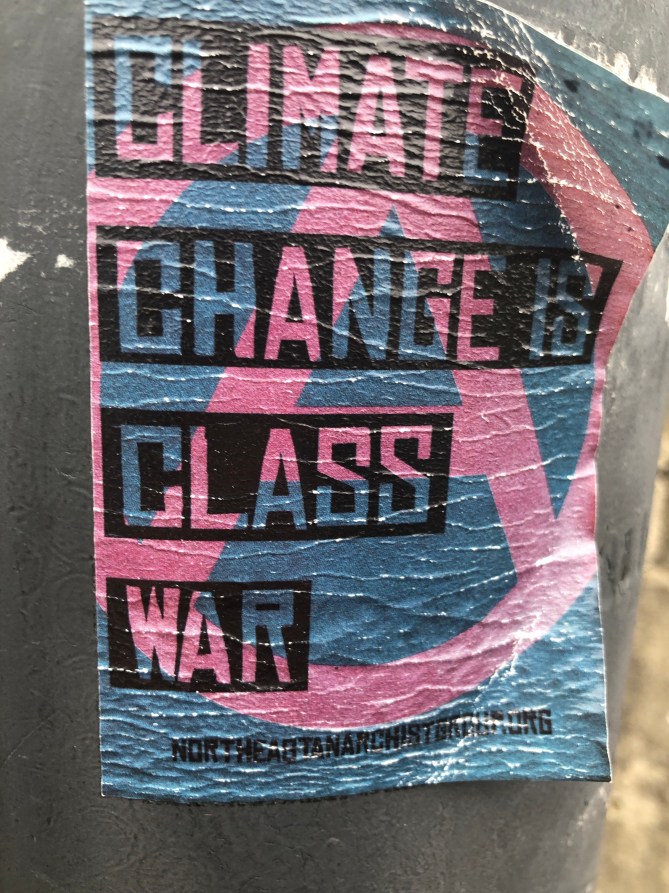 CLIMATE
CHANGE IS
CLASS
WAR
NORTHEASTANARCHISTGROUP.ORG